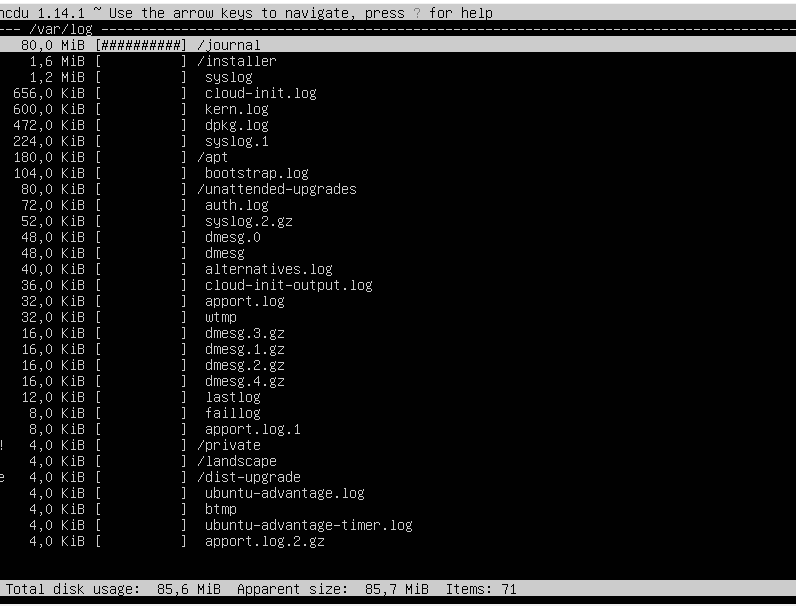 ncdu 1.14.1 ~ Use the arrow keys to navigate, press ? for help
--- /var/log ---------------------------------------------------------------------------------------
80,0 MiB [##########] /journal
1,6 MiB [          ] /installer
1,2 MiB [          ]  syslog
656,0 KiB [          ]  cloud-init.log
600,0 KiB [          ]  kern.log
472,0 KiB [          ]  dpkg.log
224,0 KiB [          ]  syslog.1
180,0 KiB [          ] /apt
104,0 KiB [          ]  bootstrap.log
80,0 KiB [          ] /unattended-upgrades
72,0 KiB [          ]  auth.log
52,0 KiB [          ]  syslog.2.gz
48,0 KiB [          ]  dmesg.0
48,0 KiB [          ]  dmesg
40,0 KiB [          ]  alternatives.log
36,0 KiB [          ]  cloud-init-output.log
32,0 KiB [          ]  apport.log
32,0 KiB [          ]  wtmp
16,0 KiB [          ]  dmesg.3.gz
16,0 KiB [          ]  dmesg.1.gz
16,0 KiB [          ]  dmesg.2.gz
16,0 KiB [          ]  dmesg.4.gz
12,0 KiB [          ]  lastlog
8,0 KiB [          ]  faillog
8,0 KiB [          ]  apport.log.1
! 4,0 KiB [          ] /private
4,0 KiB [          ] /landscape
e 4,0 KiB [          ] /dist-upgrade
4,0 KiB [          ]  ubuntu-advantage.log
4,0 KiB [          ]  btmp
4,0 KiB [          ]  ubuntu-advantage-timer.log
4,0 KiB [          ]  apport.log.2.gz
Total disk usage:  85,6 MiB  Apparent size:  85,7 MiB  Items: 71